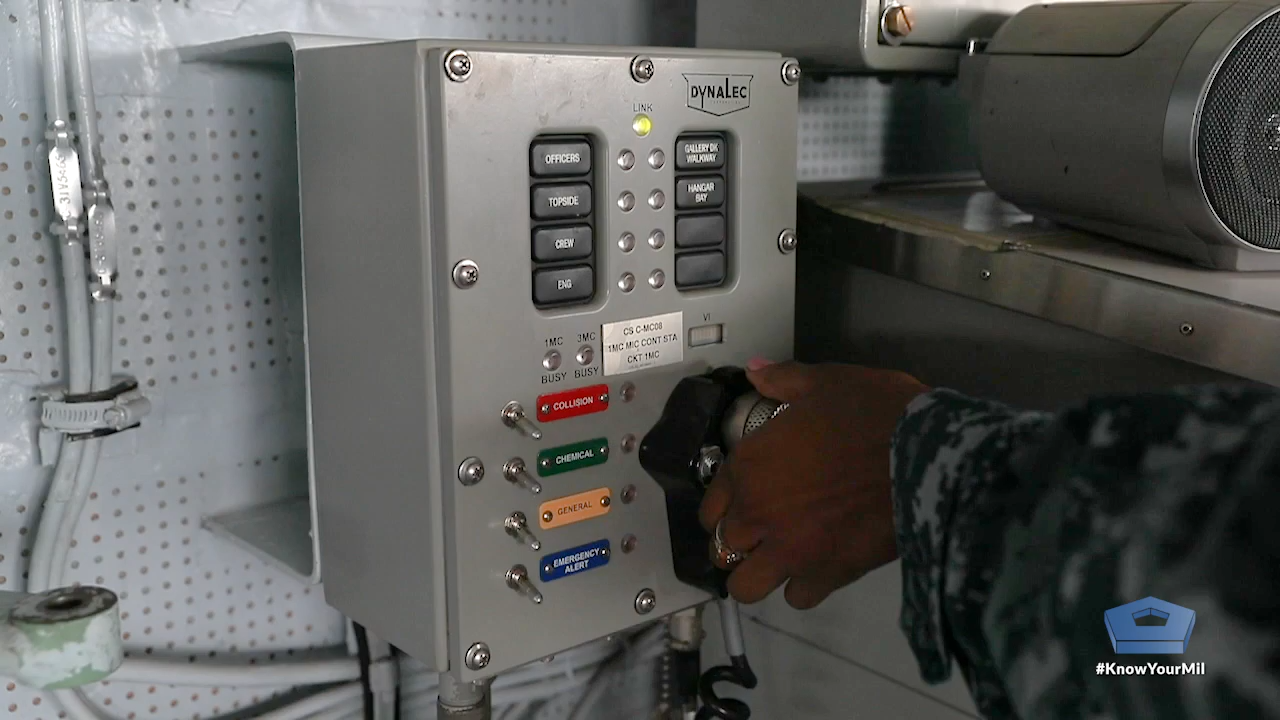 DYNALEC
LINK
OFFICERS
TOPSIDE
CREW
ENG
GALLERY DK
WALKWAY
HANGAR
BAY
1MC
3MC
BUSY
BUSY
CS C-MC08
1MC MIC CONT STA
CKT 1MC
VI
COLLISION
CHEMICAL
GENERAL
EMERGENCY
ALERT
#KnowYourMil